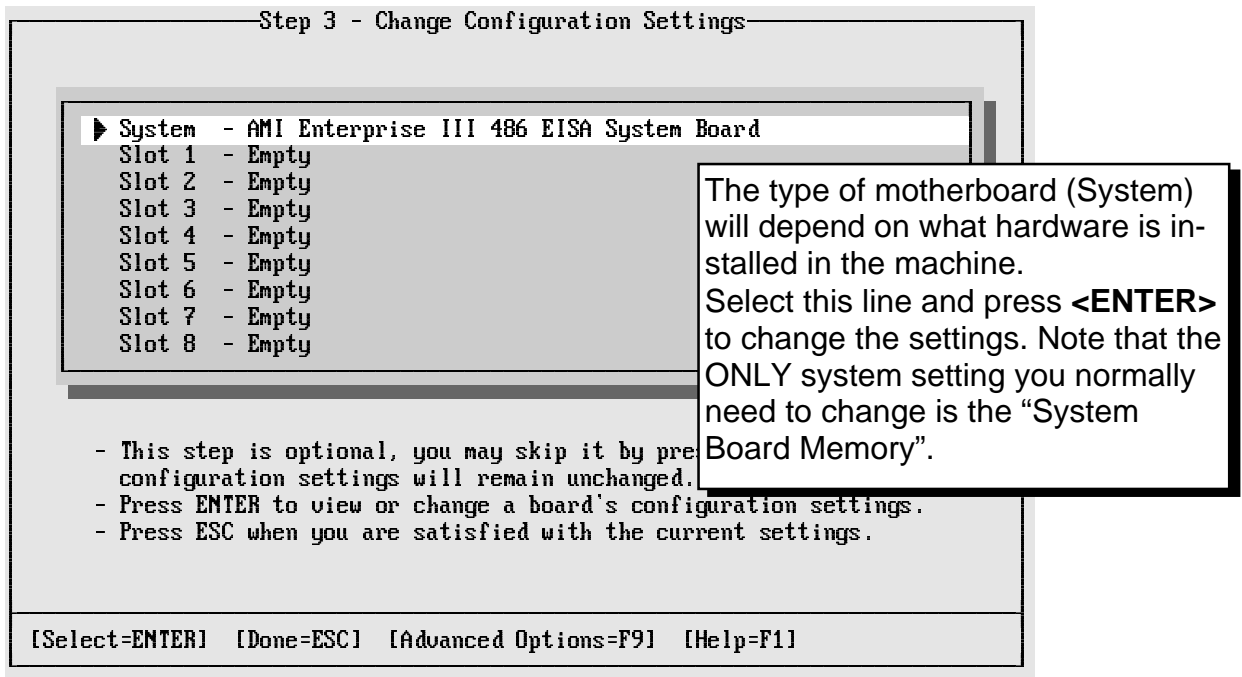 Step 3 - Change Configuration Settings
System - AMI Enterprise III 486 EISA System Board
Slot 1 - Empty
Slot 2 - Empty
Slot 3 - Empty
Slot 4 - Empty
Slot 5 - Empty
Slot 6 - Empty
Slot 7 - Empty
Slot 8 - Empty
The type of motherboard (System)
will depend on what hardware is in-
stalled in the machine.
Select this line and press <ENTER>
to change the settings. Note that the
ONLY system setting you normally
need to change is the “System
Board Memory”.
- This step is optional, you may skip it by
configuration settings will remain unchanged.
- Press ENTER to view or change a board's configuration settings.
- Press ESC when you are satisfied with the current settings.
[Select=ENTER] [Done=ESC] [Advanced Options=F9] [Help=F1]